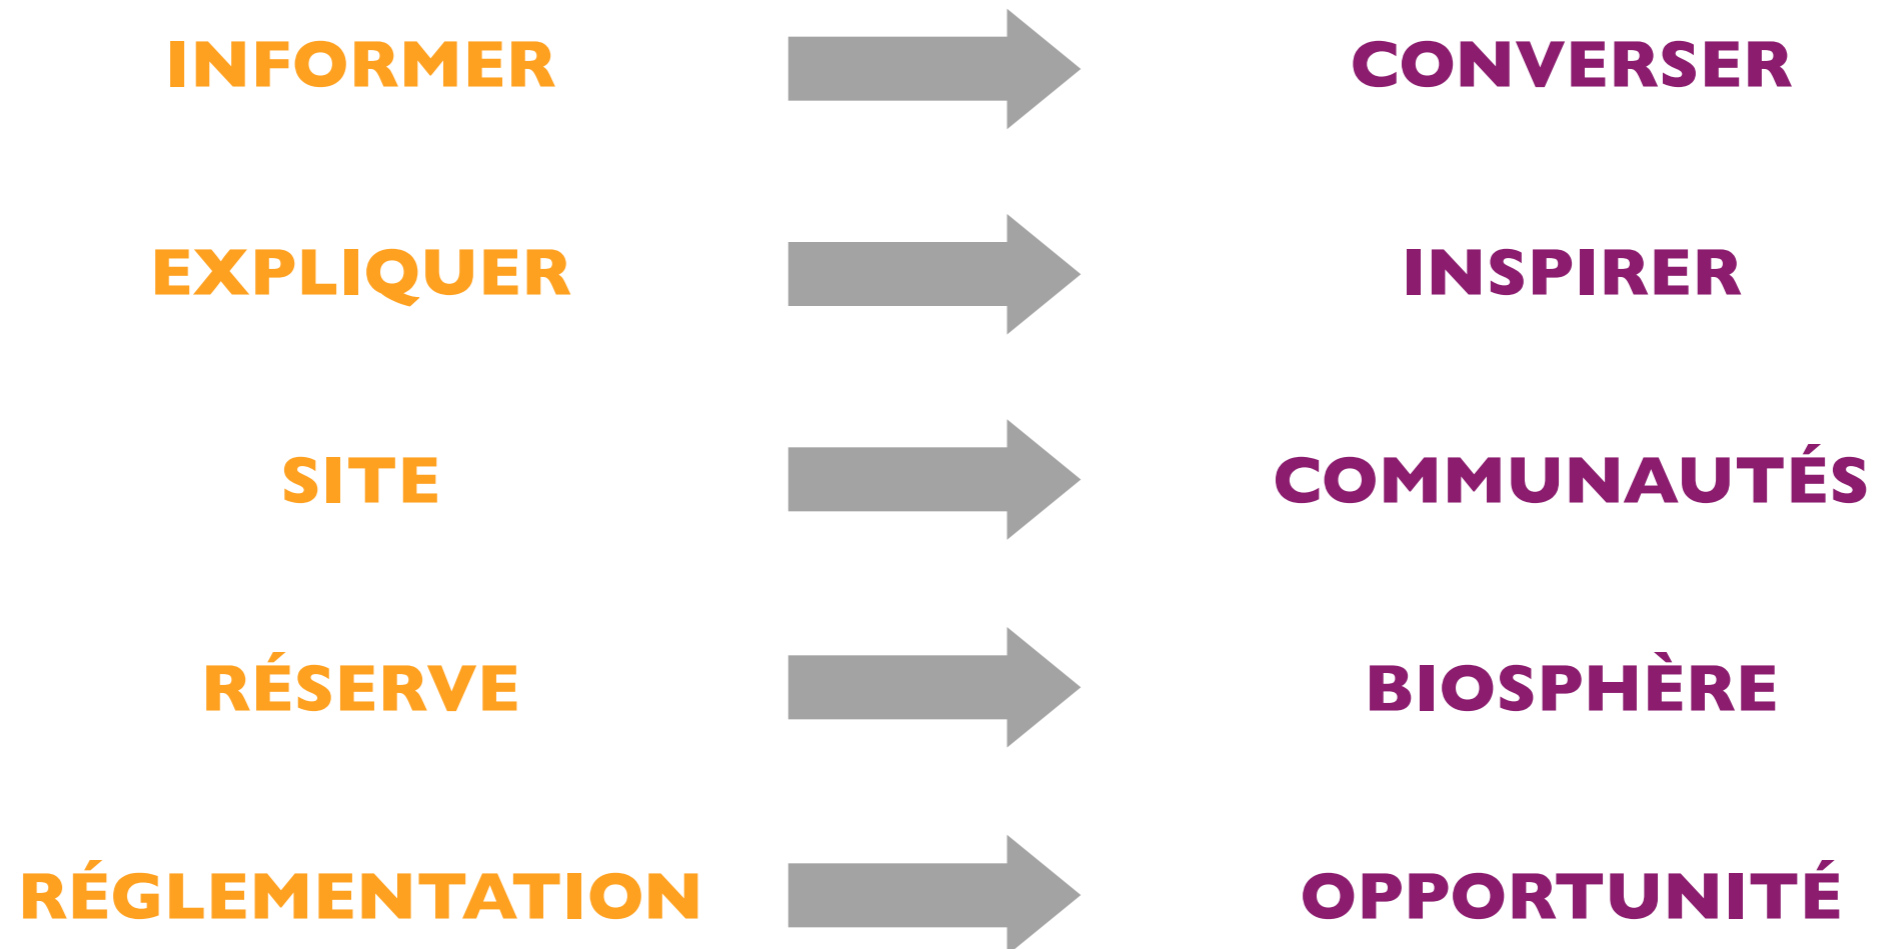 INFORMER CONVERSER
EXPLIQUER INSPIRER
SITE COMMUNAUTÉS
RÉSERVE BIOSPHÈRE
RÉGLEMENTATION OPPORTUNITÉ